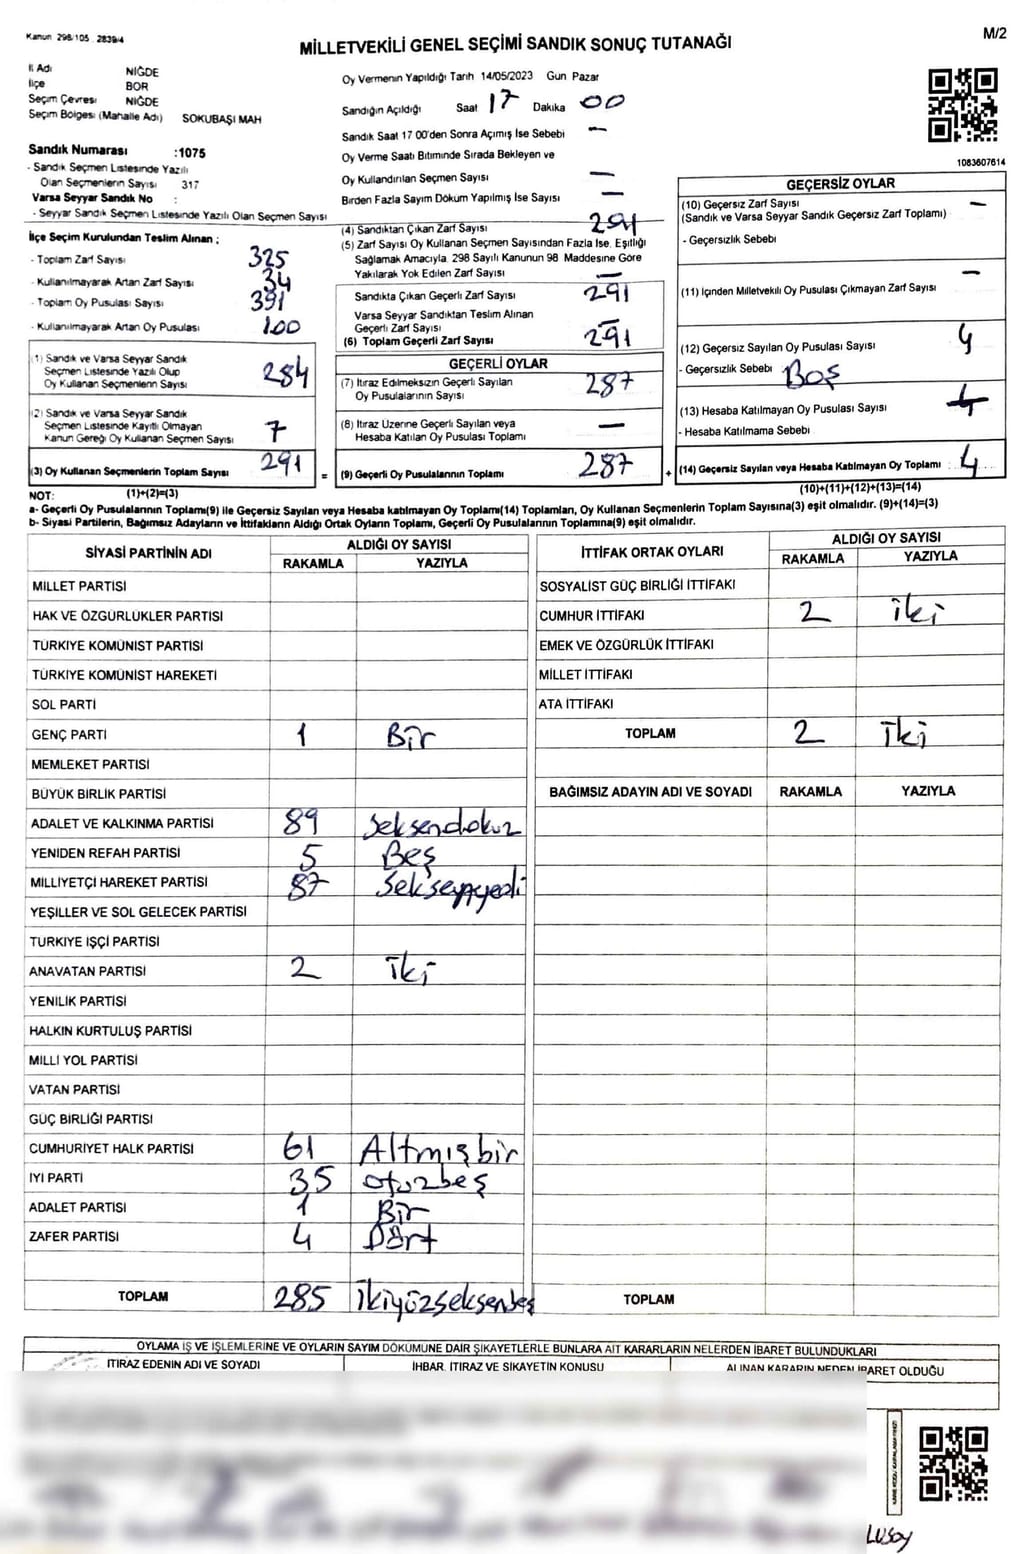 Kanun 298/105 2839/4
MİLLETVEKİLİ GENEL SEÇİMİ SANDIK SONUÇ TUTANAĞI
M/2
İl Adı NİĞDE
İlçe BOR
Seçim Çevresi NİĞDE
Seçim Bölgesi (Mahalle Adı) SOKUBAŞI MAH
Sandık Numarası :1075
- Sandık Seçmen Listesinde Yazılı
Olan Seçmenlerin Sayısı 317
Varsa Seyyar Sandık No :
- Seyyar Sandık Seçmen Listesinde Yazılı Olan Seçmen Sayısı
Oy Vermenin Yapıldığı Tarih 14/05/2023 Gun Pazar
Sandığın Açıldığı Saat 17 Dakika 00
Sandık Saat 17 00'den Sonra Açımış İse Sebebi —
Oy Verme Saati Bitiminde Sırada Bekleyen ve
Oy Kullandırılan Seçmen Sayısı —
Birden Fazla Sayım Döküm Yapılmış İse Sayısı —
1083607614
İlçe Seçim Kurulundan Teslim Alınan ;
- Toplam Zarf Sayısı 325
- Kullanılmayarak Artan Zarf Sayısı 34
- Toplam Oy Pusulası Sayısı 391
- Kullanılmayarak Artan Oy Pusulası 100
(1) Sandık ve Varsa Seyyar Sandık
Seçmen Listesinde Yazılı Olup
Oy Kullanan Seçmenlerin Sayısı 284
(2) Sandık ve Varsa Seyyar Sandık
Seçmen Listesinde Kayıtlı Olmayan
Kanun Gereği Oy Kullanan Seçmen Sayısı 7
(3) Oy Kullanan Seçmenlerin Toplam Sayısı 291 =
(4) Sandıktan Çıkan Zarf Sayısı 291
(5) Zarf Sayısı Oy Kullanan Seçmen Sayısından Fazla İse, Eşitliği
Sağlamak Amacıyla, 298 Sayılı Kanunun 98 Maddesine Göre
Yakılarak Yok Edilen Zarf Sayısı —
Sandıkta Çıkan Geçerli Zarf Sayısı 291
Varsa Seyyar Sandıktan Teslim Alınan
Geçerli Zarf Sayısı —
(6) Toplam Geçerli Zarf Sayısı 291
GEÇERLİ OYLAR
(7) İtiraz Edilmeksizin Geçerli Sayılan
Oy Pusulalarının Sayısı 287
(8) İtiraz Üzerine Geçerli Sayılan veya
Hesaba Katılan Oy Pusulası Toplamı —
(9) Geçerli Oy Pusulalarının Toplamı 287 +
GEÇERSİZ OYLAR
(10) Geçersiz Zarf Sayısı —
(Sandık ve Varsa Seyyar Sandık Geçersiz Zarf Toplamı)
- Geçersizlik Sebebi
(11) İçinden Milletvekili Oy Pusulası Çıkmayan Zarf Sayısı —
(12) Geçersiz Sayılan Oy Pusulası Sayısı 4
- Geçersizlik Sebebi Boş
(13) Hesaba Katılmayan Oy Pusulası Sayısı
- Hesaba Katılmama Sebebi
(14) Geçersiz Sayılan veya Hesaba Katılmayan Oy Toplamı 4
NOT: (1)+(2)=(3) (10)+(11)+(12)+(13)=(14)
a- Geçerli Oy Pusulalarının Toplamı(9) ile Geçersiz Sayılan veya Hesaba katılmayan Oy Toplamı(14) Toplamları, Oy Kullanan Seçmenlerin Toplam Sayısına(3) eşit olmalıdır. (9)+(14)=(3)
b- Siyasi Partilerin, Bağımsız Adayların ve İttifakların Aldığı Ortak Oyların Toplamı, Geçerli Oy Pusulalarının Toplamına(9) eşit olmalıdır.
SİYASİ PARTİNİN ADI ALDIĞI OY SAYISI
RAKAMLA YAZIYLA
MİLLET PARTİSİ
HAK VE ÖZGÜRLÜKLER PARTİSİ
TÜRKİYE KOMÜNİST PARTİSİ
TÜRKİYE KOMÜNİST HAREKETİ
SOL PARTİ
GENÇ PARTİ 1 Bir
MEMLEKET PARTİSİ
BÜYÜK BİRLİK PARTİSİ
ADALET VE KALKINMA PARTİSİ 89 Seksendokuz
YENİDEN REFAH PARTİSİ 5 Beş
MİLLİYETÇİ HAREKET PARTİSİ 87 Seksenyedi
YEŞİLLER VE SOL GELECEK PARTİSİ
TÜRKİYE İŞÇİ PARTİSİ
ANAVATAN PARTİSİ 2 İki
YENİLİK PARTİSİ
HALKIN KURTULUŞ PARTİSİ
MİLLİ YOL PARTİSİ
VATAN PARTİSİ
GÜÇ BİRLİĞİ PARTİSİ
CUMHURİYET HALK PARTİSİ 61 Altmışbir
İYİ PARTİ 35 otuzbeş
ADALET PARTİSİ 1 Bir
ZAFER PARTİSİ 4 Dört
TOPLAM 285 İkiyüzseksenbeş
İTTİFAK ORTAK OYLARI ALDIĞI OY SAYISI
RAKAMLA YAZIYLA
SOSYALİST GÜÇ BİRLİĞİ İTTİFAKI
CUMHUR İTTİFAKI 2 iki
EMEK VE ÖZGÜRLÜK İTTİFAKI
MİLLET İTTİFAKI
ATA İTTİFAKI
TOPLAM 2 iki
BAĞIMSIZ ADAYIN ADI VE SOYADI RAKAMLA YAZIYLA
TOPLAM
OYLAMA İŞ VE İŞLEMLERİNE VE OYLARIN SAYIM DÖKÜMÜNE DAİR ŞİKAYETLERLE BUNLARA AİT KARARLARIN NELERDEN İBARET BULUNDUKLARI
İTİRAZ EDENİN ADI VE SOYADI İHBAR, İTİRAZ VE ŞİKAYETİN KONUSU ALINAN KARARIN NEDEN İBARET OLDUĞU